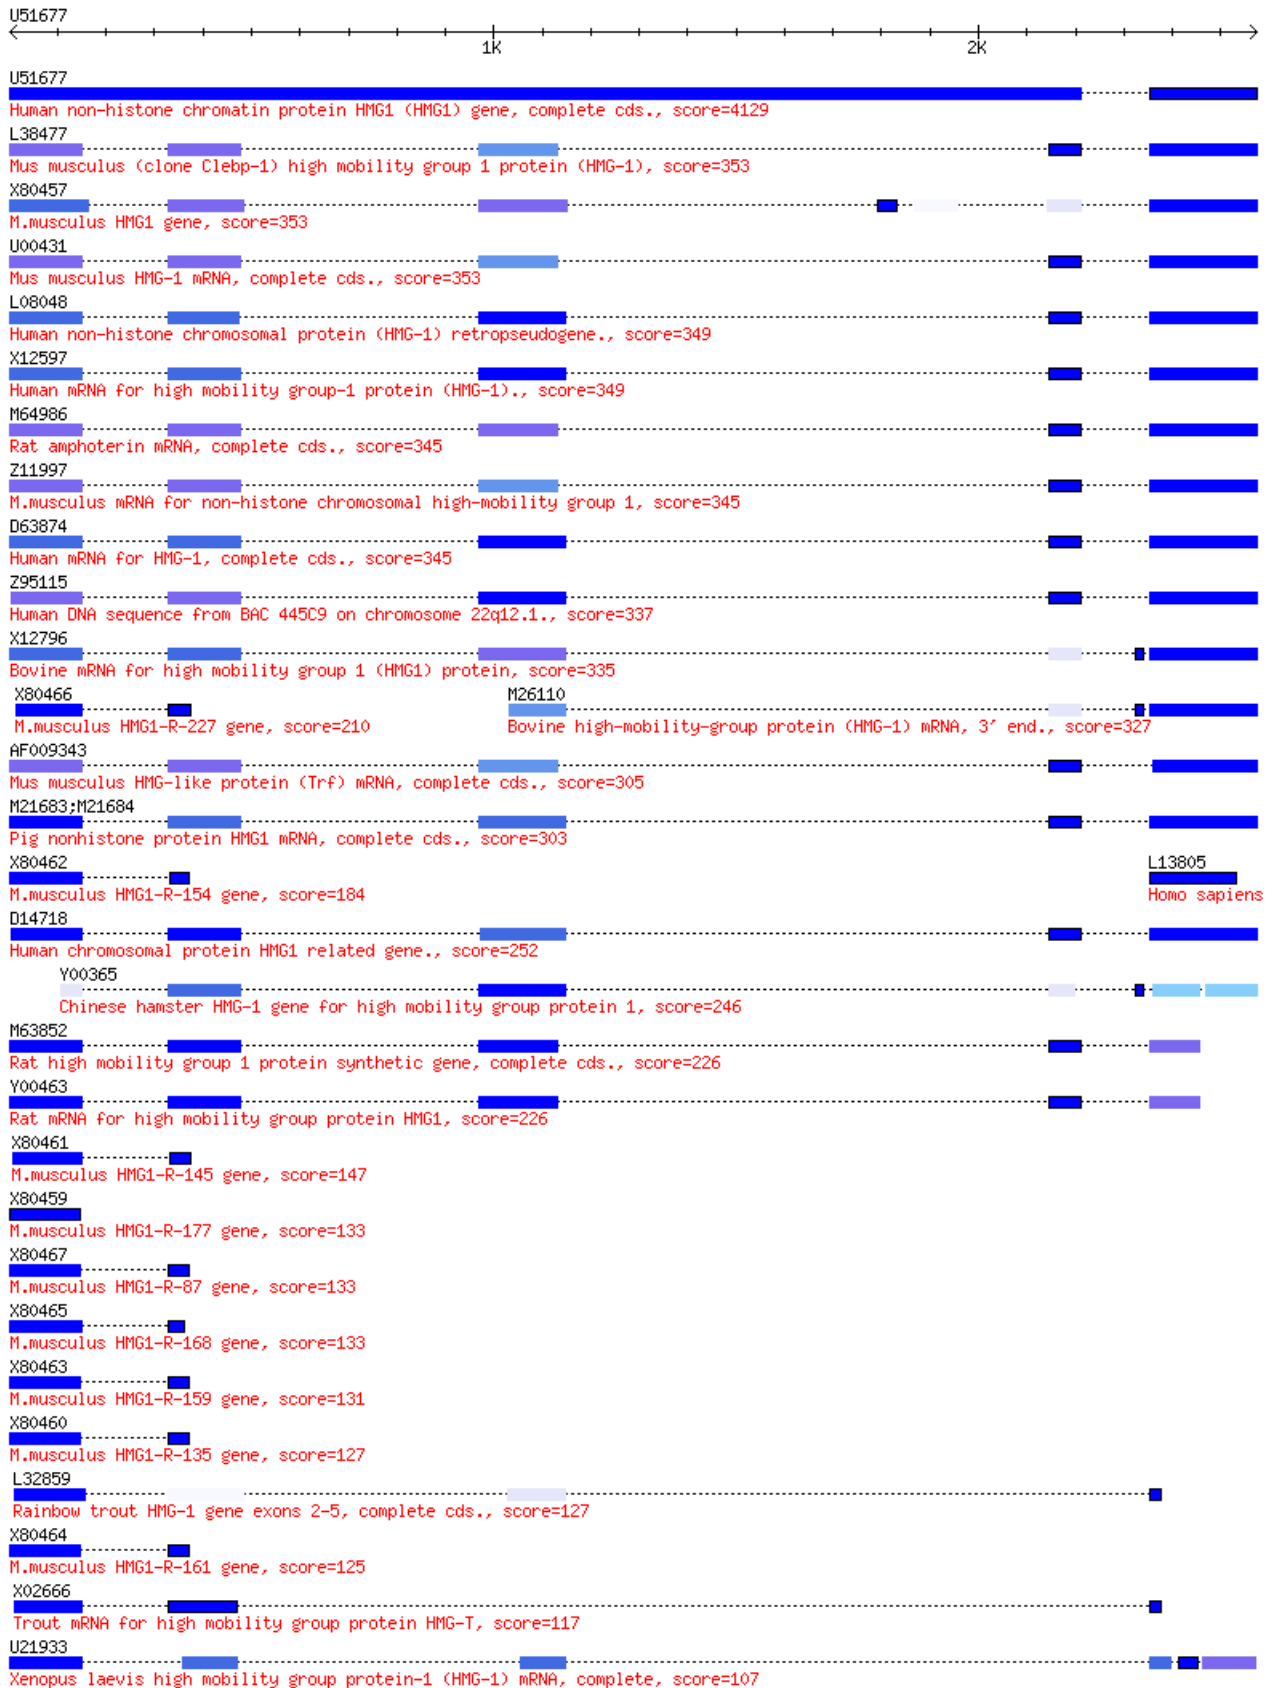 U51677
1K 2K
U51677
Human non-histone chromatin protein HMG1 (HMG1) gene, complete cds., score=4129
L38477
Mus musculus (clone Clebp-1) high mobility group 1 protein (HMG-1), score=353
X80457
M.musculus HMG1 gene, score=353
U00431
Mus musculus HMG-1 mRNA, complete cds., score=353
L08048
Human non-histone chromosomal protein (HMG-1) retropseudogene., score=349
X12597
Human mRNA for high mobility group-1 protein (HMG-1)., score=349
M64986
Rat amphoterin mRNA, complete cds., score=345
Z11997
M.musculus mRNA for non-histone chromosomal high-mobility group 1, score=345
D63874
Human mRNA for HMG-1, complete cds., score=345
Z95115
Human DNA sequence from BAC 445C9 on chromosome 22q12.1., score=337
X12796
Bovine mRNA for high mobility group 1 (HMG1) protein, score=335
X80466 M26110
M.musculus HMG1-R-227 gene, score=210 Bovine high-mobility-group protein (HMG-1) mRNA, 3' end., score=327
AF009343
Mus musculus HMG-like protein (Trf) mRNA, complete cds., score=305
M21683;M21684
Pig nonhistone protein HMG1 mRNA, complete cds., score=303
X80462 L13805
M.musculus HMG1-R-154 gene, score=184 Homo sapiens
D14718
Human chromosomal protein HMG1 related gene., score=252
Y00365
Chinese hamster HMG-1 gene for high mobility group protein 1, score=246
M63852
Rat high mobility group 1 protein synthetic gene, complete cds., score=226
Y00463
Rat mRNA for high mobility group protein HMG1, score=226
X80461
M.musculus HMG1-R-145 gene, score=147
X80459
M.musculus HMG1-R-177 gene, score=133
X80467
M.musculus HMG1-R-87 gene, score=133
X80465
M.musculus HMG1-R-168 gene, score=133
X80463
M.musculus HMG1-R-159 gene, score=131
X80460
M.musculus HMG1-R-135 gene, score=127
L32859
Rainbow trout HMG-1 gene exons 2-5, complete cds., score=127
X80464
M.musculus HMG1-R-161 gene, score=125
X02666
Trout mRNA for high mobility group protein HMG-T, score=117
U21933
Xenopus laevis high mobility group protein-1 (HMG-1) mRNA, complete, score=107